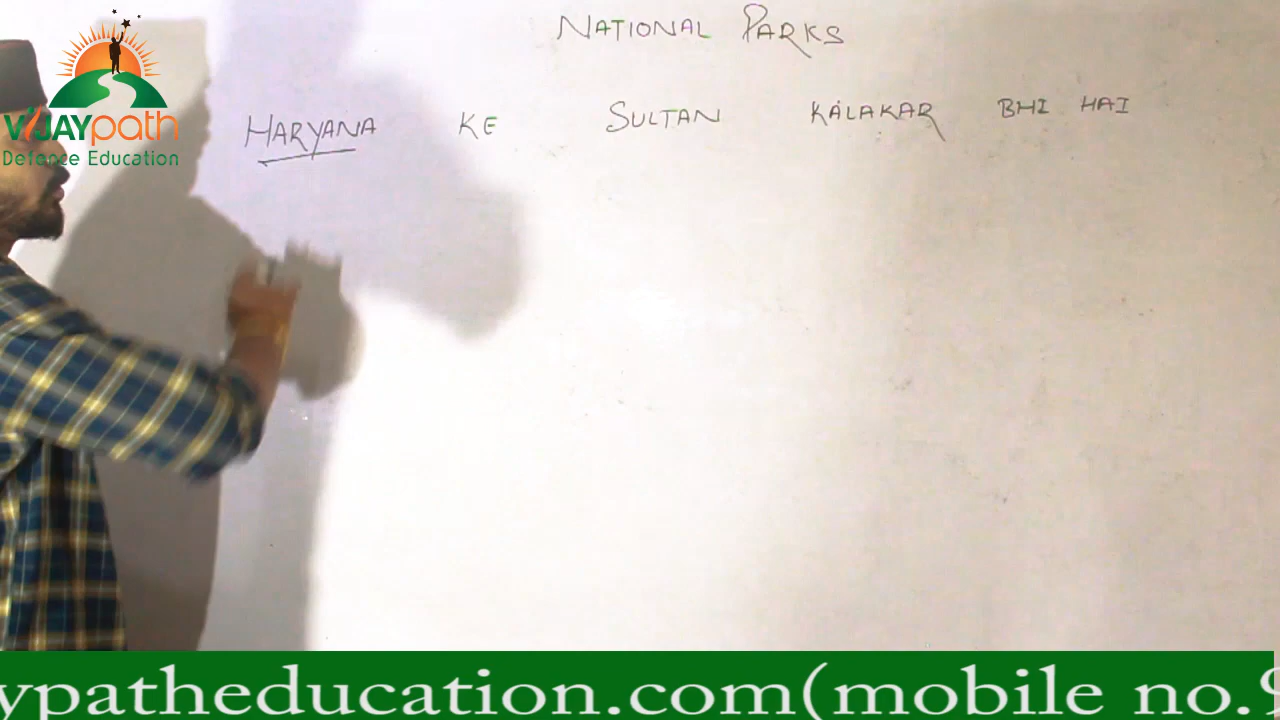 NATIONAL PARKS
HARYANA KE SULTAN KALAKAR BHI HAI
VIJAYpath
Defence Education
ypatheducation.com(mobile no.9